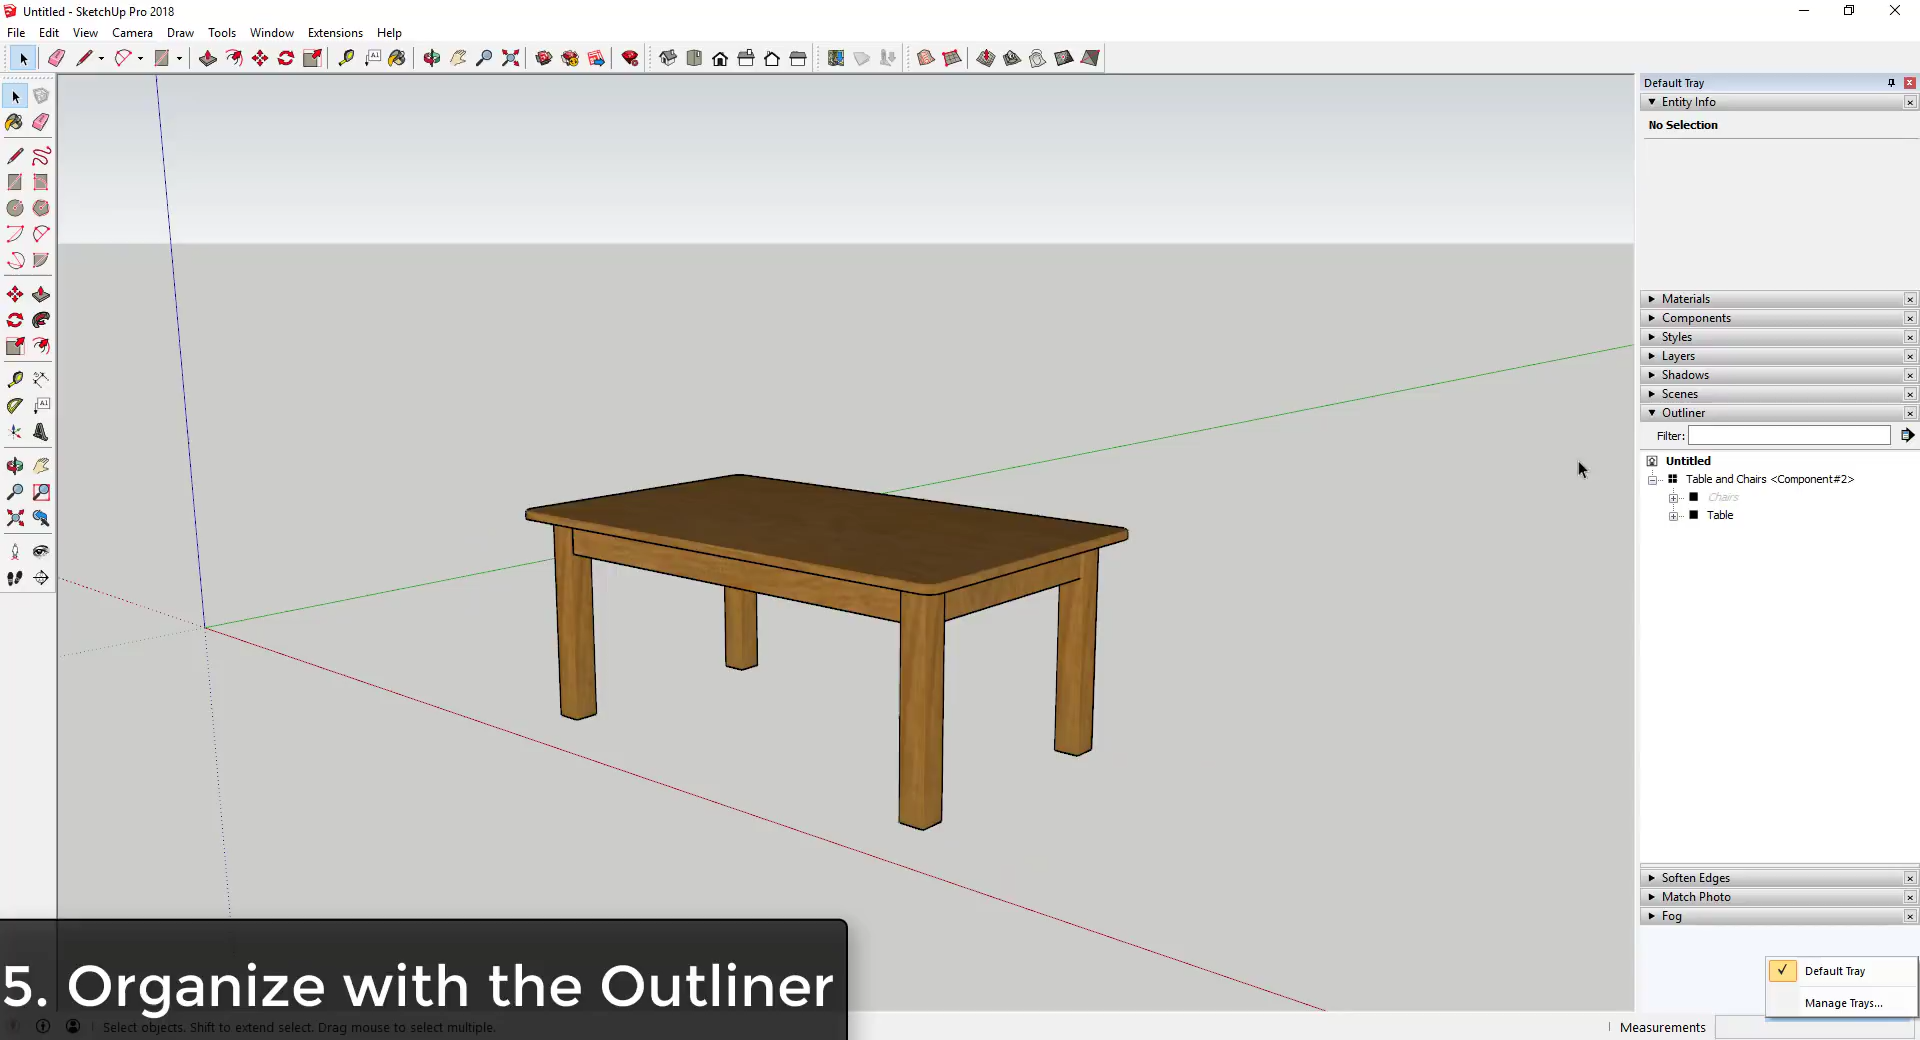 Untitled - SketchUp Pro 2018
File Edit View Camera Draw Tools Window Extensions Help
Default Tray
Entity Info
No Selection
Materials
Components
Styles
Layers
Shadows
Scenes
Outliner
Filter:
Untitled
Table and Chairs <Component#2>
Chairs
Table
Soften Edges
Match Photo
Fog
Default Tray
Manage Trays...
5. Organize with the Outliner
Select objects. Shift to extend select. Drag mouse to select multiple.
Measurements